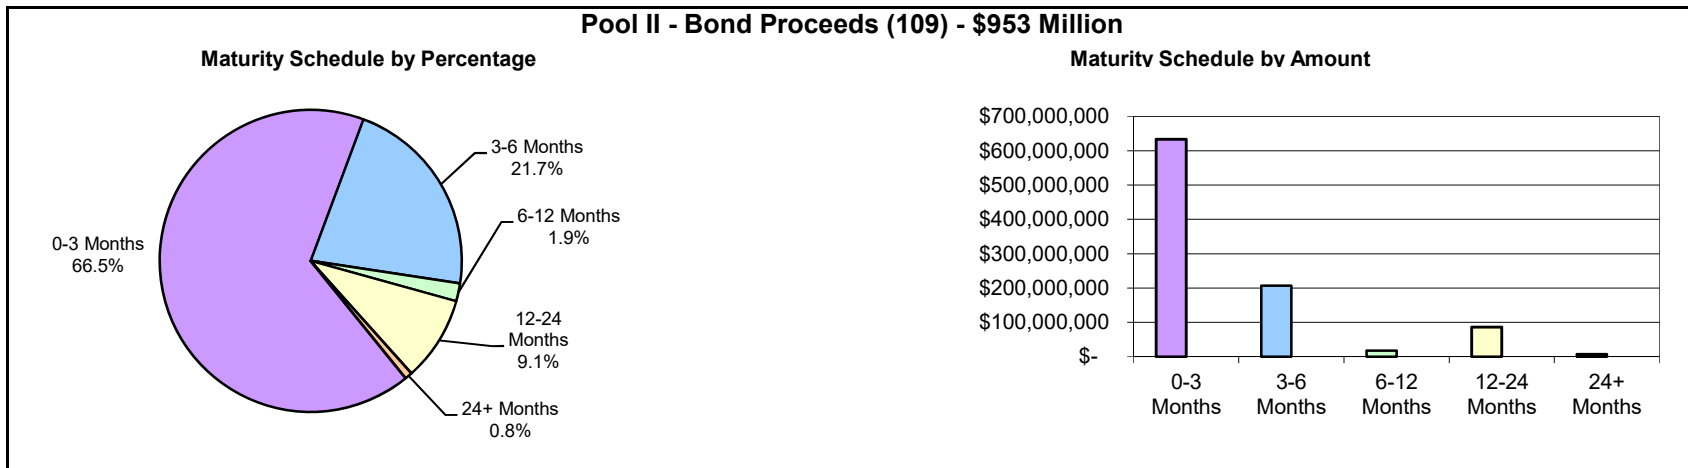 Pool II - Bond Proceeds (109) - $953 Million
Maturity Schedule by Percentage
3-6 Months
21.7%
6-12 Months
1.9%
0-3 Months
66.5%
12-24
Months
9.1%
24+ Months
0.8%
Maturity Schedule by Amount
$700,000,000
$600,000,000
$500,000,000
$400,000,000
$300,000,000
$200,000,000
$100,000,000
$-
0-3
Months
3-6
Months
6-12
Months
12-24
Months
24+
Months